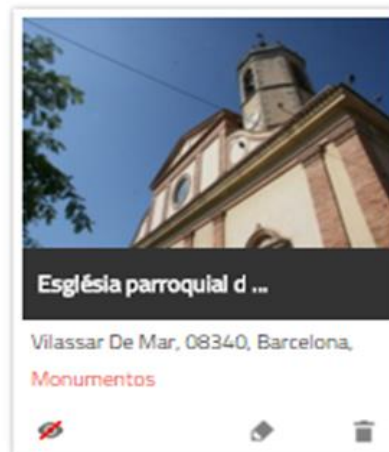 Església parroquial d ...
Vilassar De Mar, 08340, Barcelona,
Monumentos